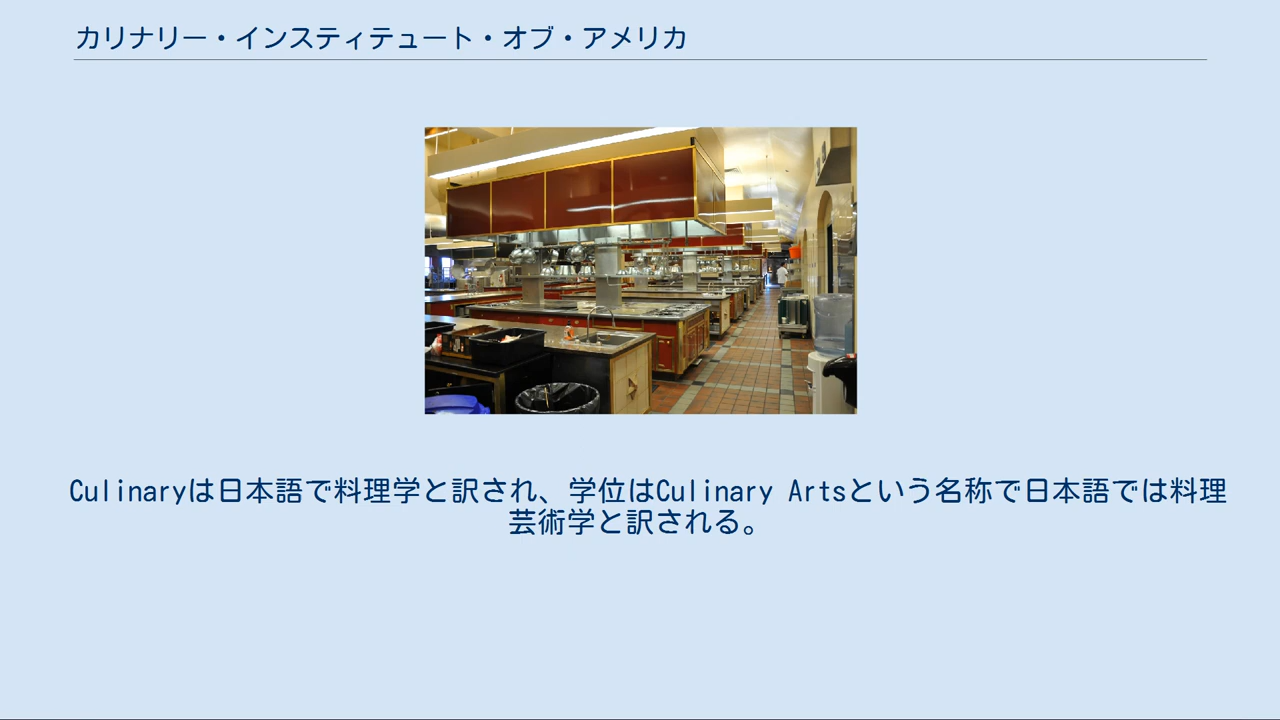 カリナリー・インスティテュート・オブ・アメリカ
Culinaryは日本語で料理学と訳され、学位はCulinary Artsという名称で日本語では料理
芸術学と訳される。